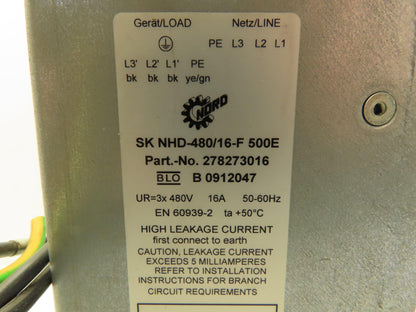 Gerät/LOAD Netz/LINE
PE L3 L2 L1
L3' L2' L1' PE
bk bk bk ye/gn
NORD
SK NHD-480/16-F 500E
Part.-No. 278273016
BLO B 0912047
UR=3x 480V 16A 50-60Hz
EN 60939-2 ta +50°C
HIGH LEAKAGE CURRENT
first connect to earth
CAUTION, LEAKAGE CURRENT
EXCEEDS 5 MILLIAMPERES
REFER TO INSTALLATION
INSTRUCTIONS FOR BRANCH
CIRCUIT REQUIREMENTS